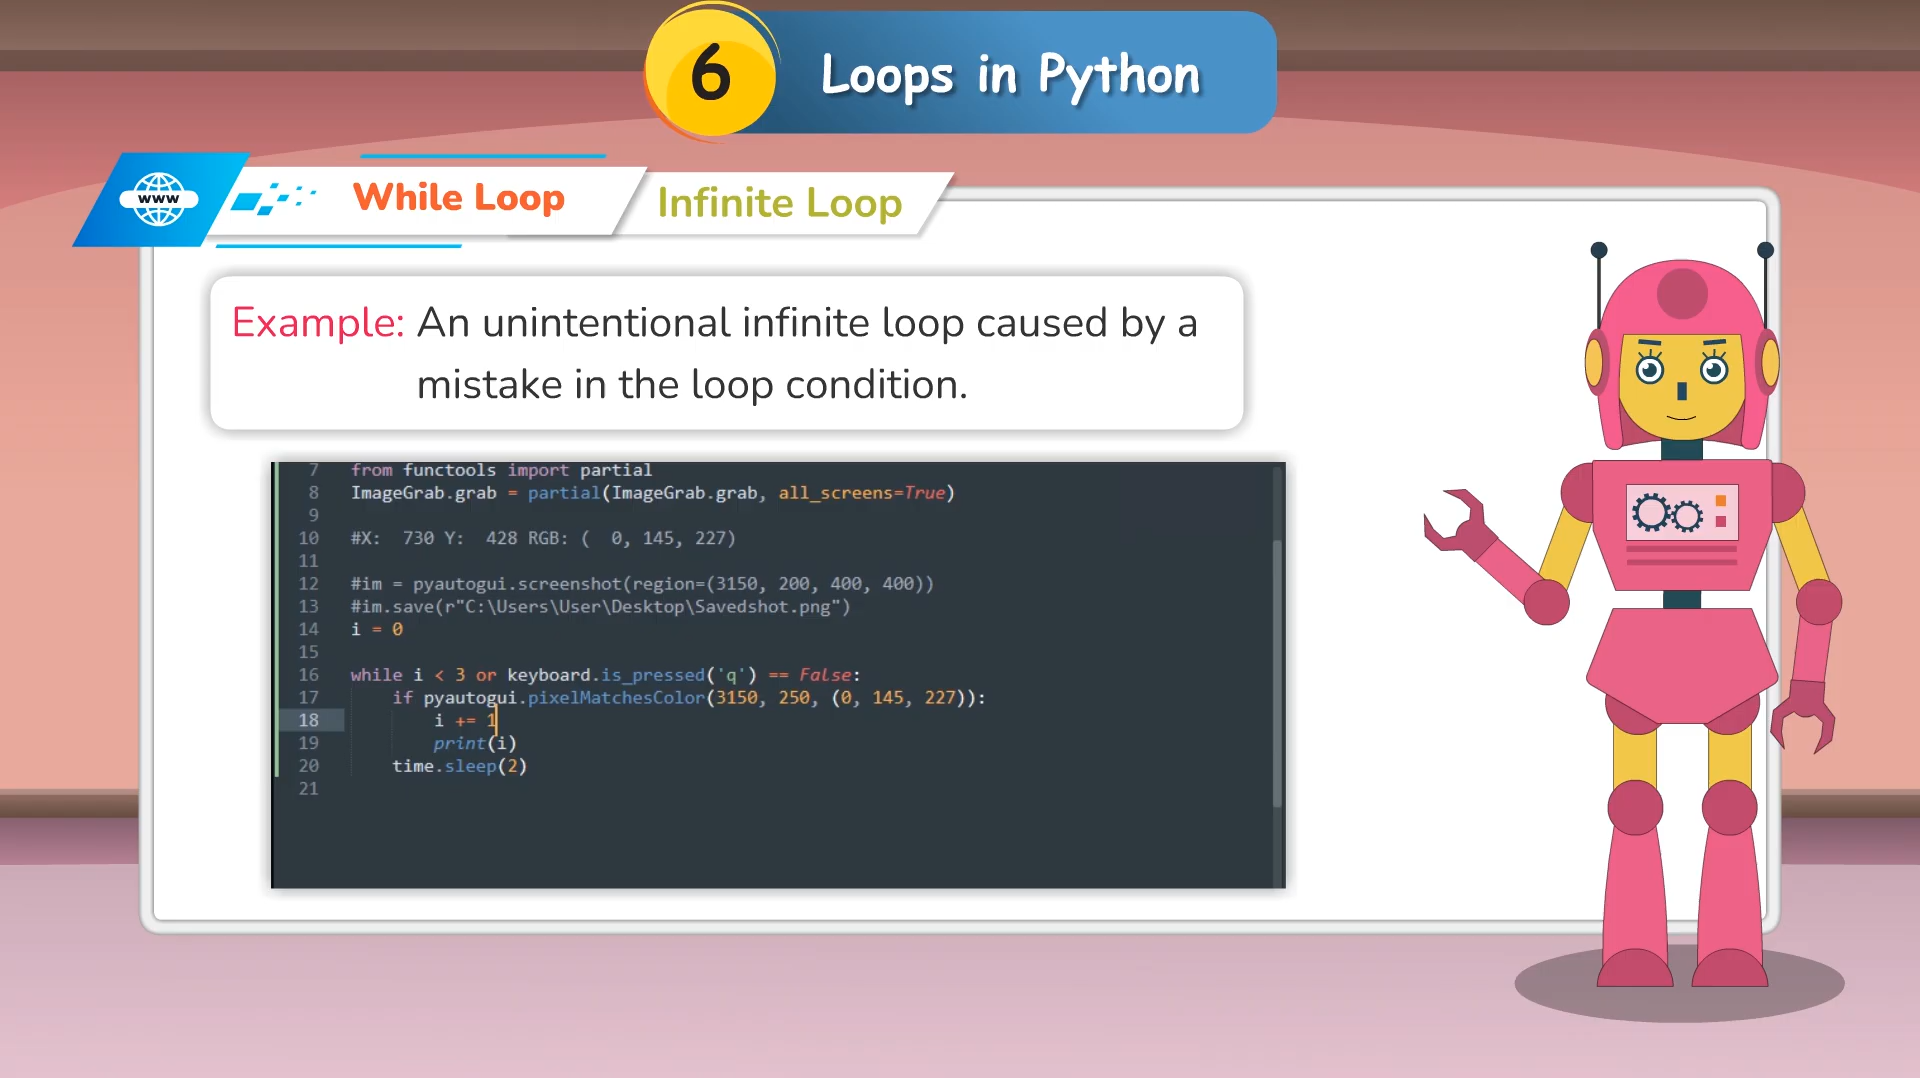 6
Loops in Python
www
While Loop
Infinite Loop
Example: An unintentional infinite loop caused by a
mistake in the loop condition.
7 from functools import partial
8 ImageGrab.grab = partial(ImageGrab.grab, all_screens=True)
9
10 #X:  730 Y:  428 RGB: (  0, 145, 227)
11
12 #im = pyautogui.screenshot(region=(3150, 200, 400, 400))
13 #im.save(r"C:\Users\User\Desktop\Savedshot.png")
14 i = 0
15
16 while i < 3 or keyboard.is_pressed('q') == False:
17     if pyautogui.pixelMatchesColor(3150, 250, (0, 145, 227)):
18         i += 1
19         print(i)
20     time.sleep(2)
21